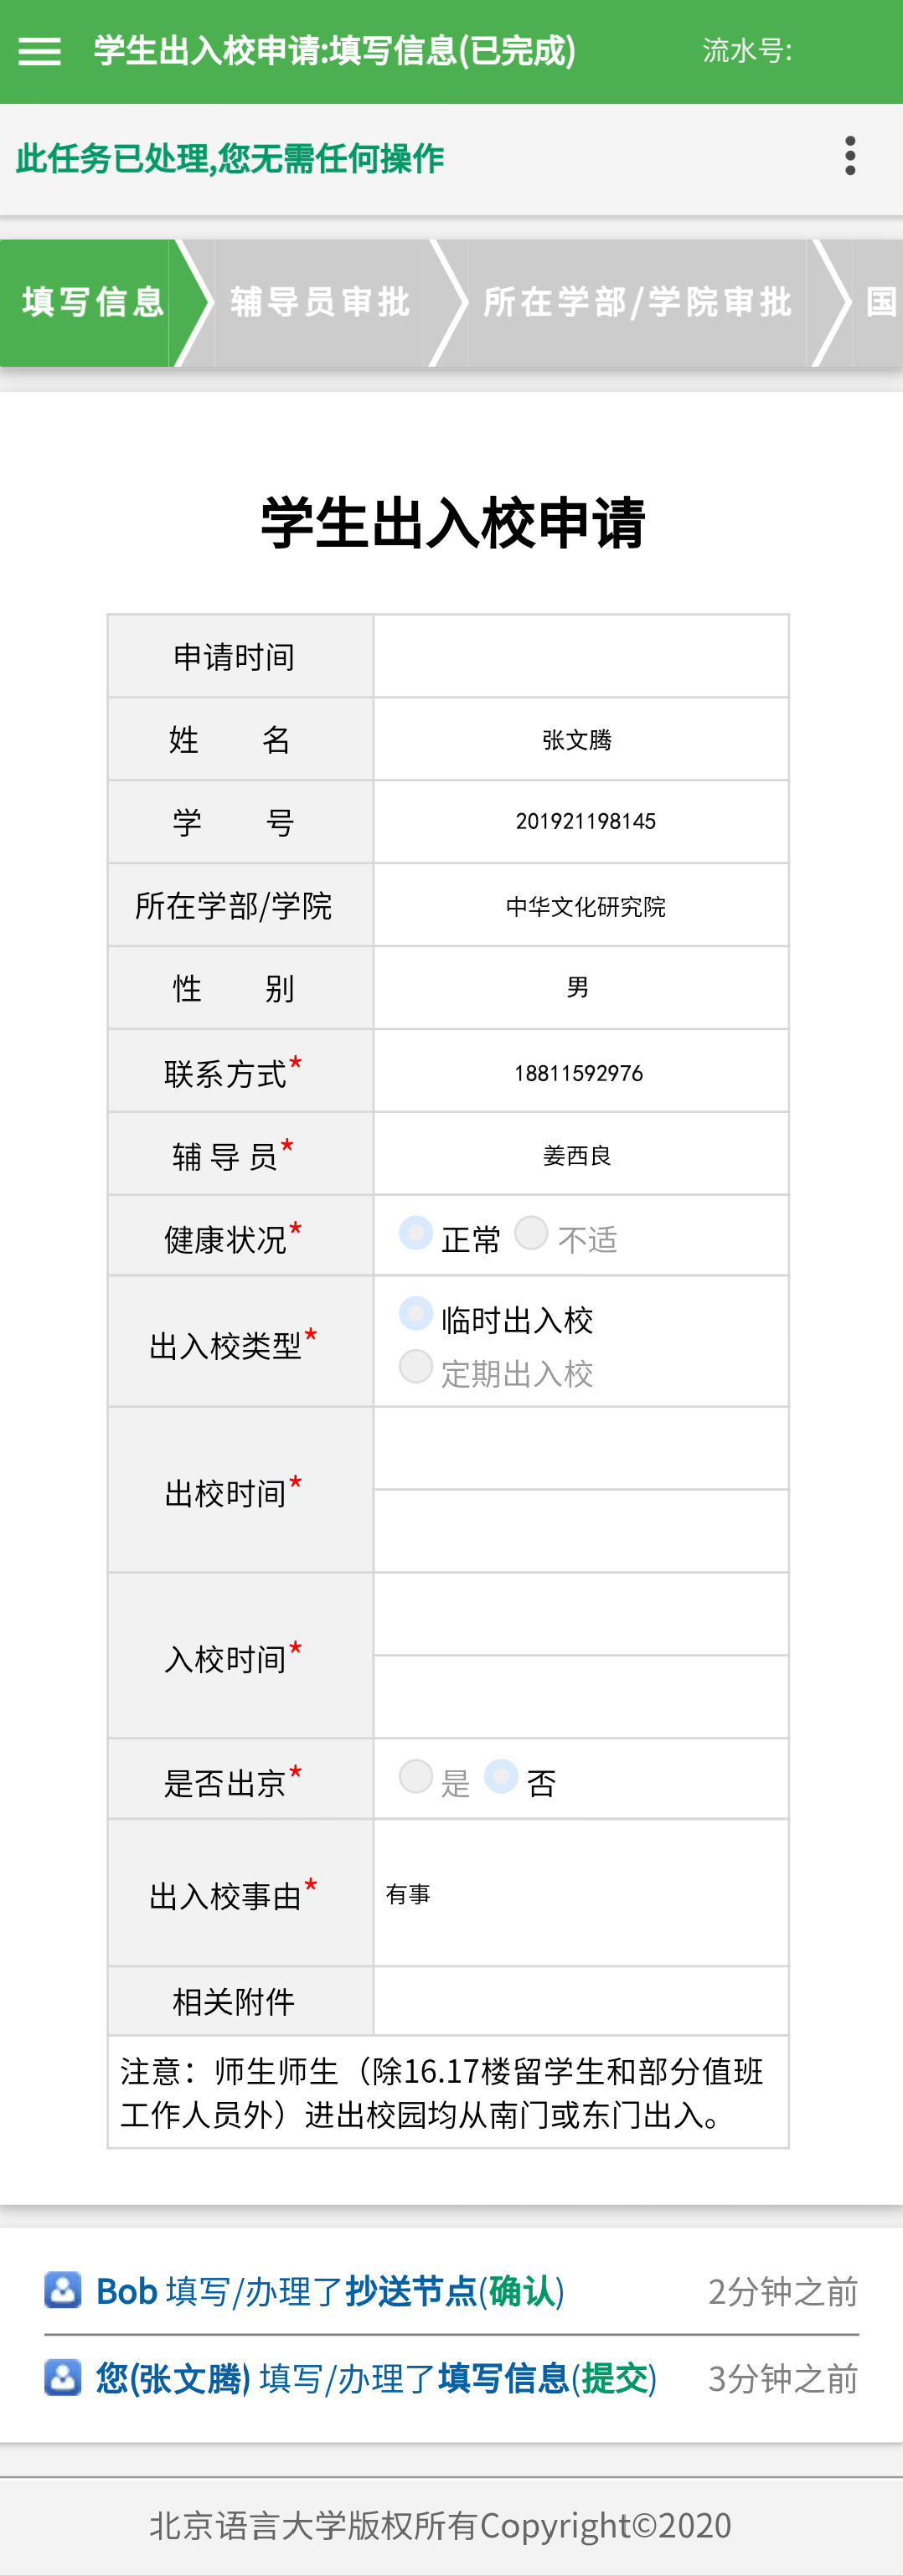 学生出入校申请:填写信息(已完成) 流水号:
此任务已处理,您无需任何操作
填写信息 辅导员审批 所在学部/学院审批 国
学生出入校申请
申请时间
姓 名 张文腾
学 号 201921198145
所在学部/学院 中华文化研究院
性 别 男
联系方式* 18811592976
辅 导 员* 姜西良
健康状况* 正常 不适
出入校类型* 临时出入校
定期出入校
出校时间*
入校时间*
是否出京* 是 否
出入校事由* 有事
相关附件
注意：师生师生（除16.17楼留学生和部分值班
工作人员外）进出校园均从南门或东门出入。
Bob 填写/办理了抄送节点(确认) 2分钟之前
您(张文腾) 填写/办理了填写信息(提交) 3分钟之前
北京语言大学版权所有Copyright©2020